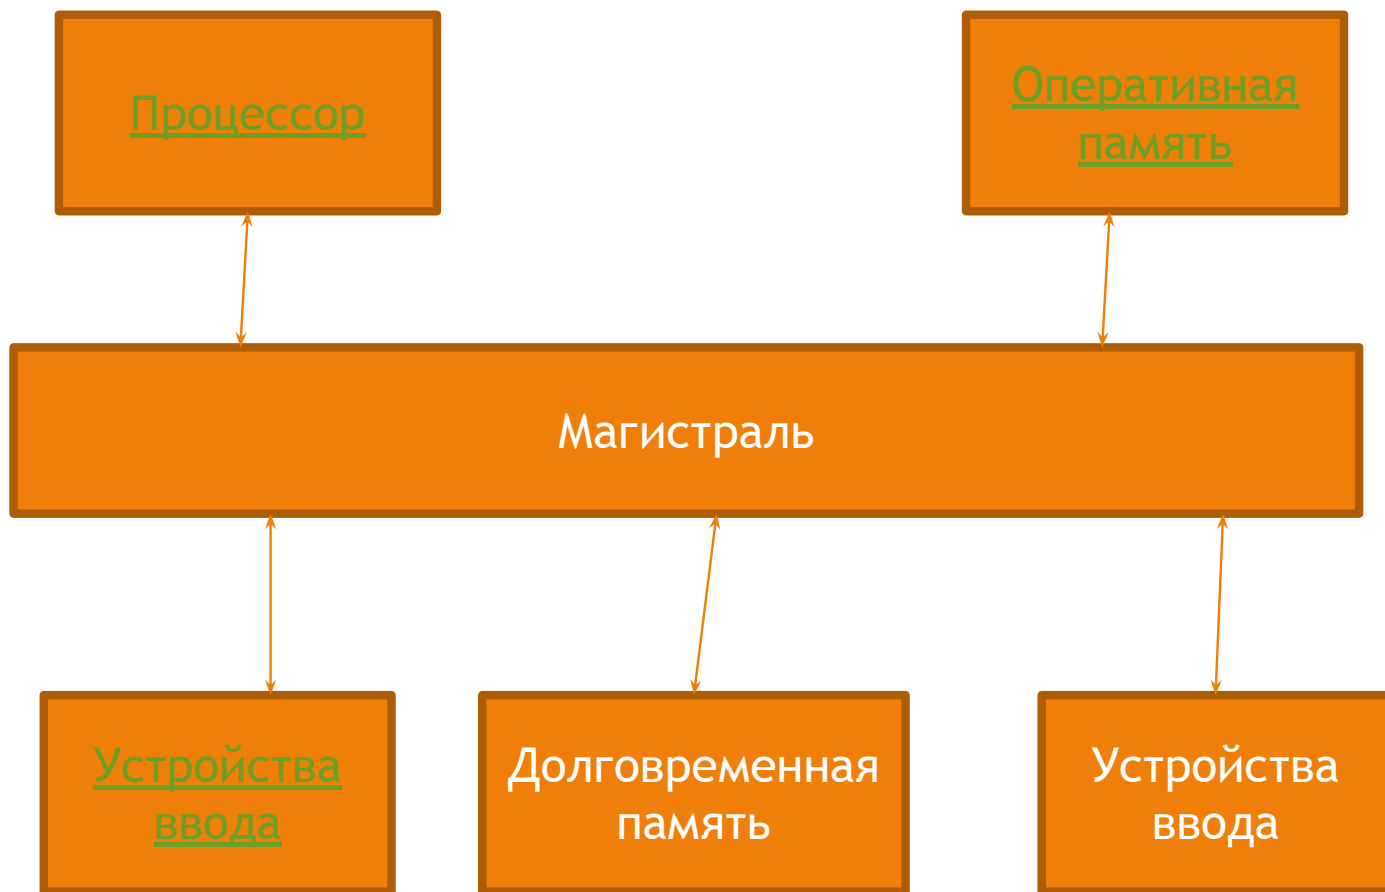 Процессор
Оперативная
память
Магистраль
Устройства
ввода
Долговременная
память
Устройства
ввода